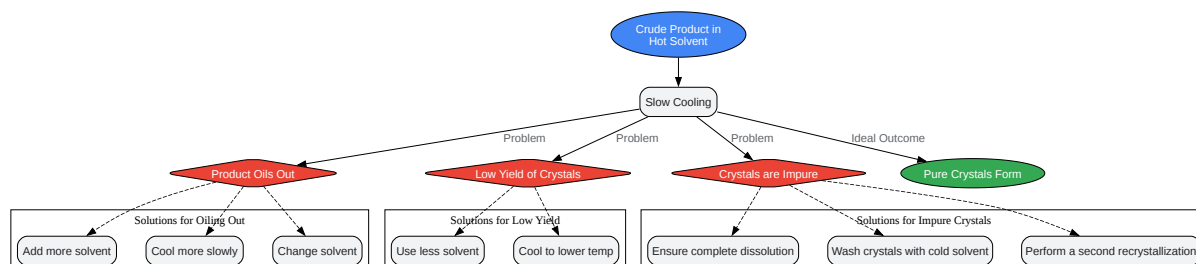 Crude Product in
Hot Solvent
Slow Cooling
Problem
Problem
Problem
Ideal Outcome
Product Oils Out
Low Yield of Crystals
Crystals are Impure
Pure Crystals Form
Solutions for Oiling Out
Solutions for Low Yield
Solutions for Impure Crystals
Add more solvent
Cool more slowly
Change solvent
Use less solvent
Cool to lower temp
Ensure complete dissolution
Wash crystals with cold solvent
Perform a second recrystallization